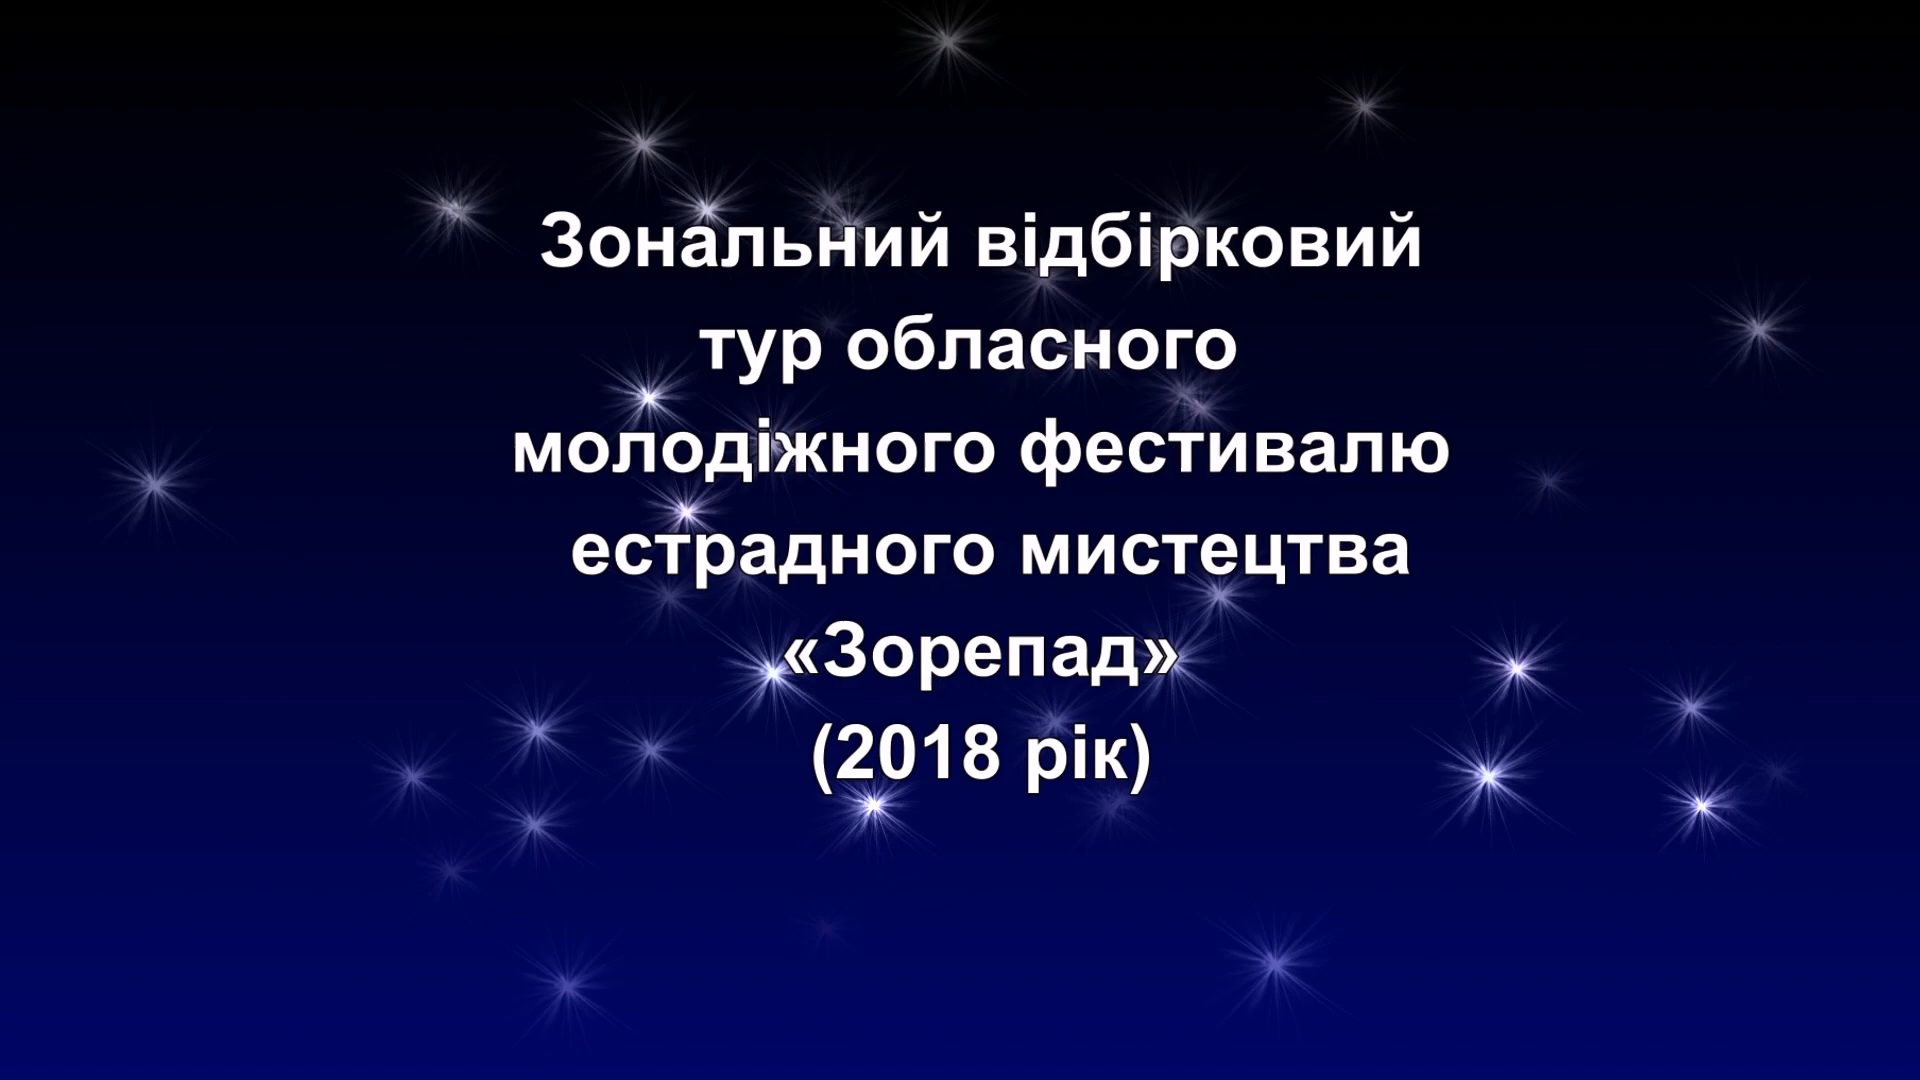 Зональний відбірковий
тур обласного
молодіжного фестивалю
естрадного мистецтва
«Зорепад»
(2018 рік)